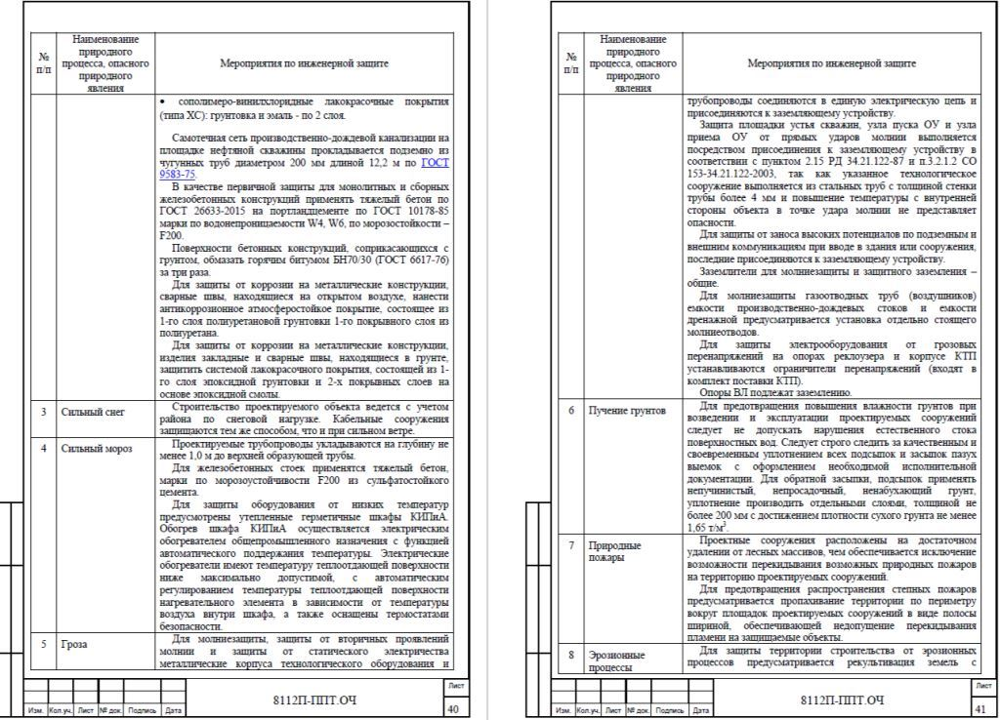 №
п/п
Наименование
природного
процесса, опасного
природного
явления
Мероприятия по инженерной защите
• сополимеро-винилхлоридные лакокрасочные покрытия
(типа ХС): грунтовка и эмаль - по 2 слоя.
Самотечная сеть производственно-дождевой канализации на
площадке нефтяной скважины прокладывается подземно из
чугунных труб диаметром 200 мм длиной 12,2 м по ГОСТ
9583-75.
В качестве первичной защиты для монолитных и сборных
железобетонных конструкций применять тяжелый бетон по
ГОСТ 26633-2015 на портландцементе по ГОСТ 10178-85
марки по водонепроницаемости W4, W6, по морозостойкости –
F200.
Поверхности бетонных конструкций, соприкасающихся с
грунтом, обмазать горячим битумом БН70/30 (ГОСТ 6617-76)
за три раза.
Для защиты от коррозии на металлические конструкции,
сварные швы, находящиеся на открытом воздухе, нанести
антикоррозионное атмосферостойкое покрытие, состоящее из
1-го слоя полиуретановой грунтовки 1-го покрывного слоя из
полиуретана.
Для защиты от коррозии на металлические конструкции,
изделия закладные и сварные швы, находящиеся в грунте,
защитить системой лакокрасочного покрытия, состоящей из 1-
го слоя эпоксидной грунтовки и 2-х покрывных слоев на
основе эпоксидной смолы.
3 Сильный снег
Строительство проектируемого объекта ведется с учетом
района по снеговой нагрузке. Кабельные сооружения
защищаются тем же способом, что и при сильном ветре.
4 Сильный мороз
Проектируемые трубопроводы укладываются на глубину не
менее 1,0 м до верхней образующей трубы.
Для железобетонных стоек применятся тяжелый бетон,
марки по морозоустойчивости F200 из сульфатостойкого
цемента.
Для защиты оборудования от низких температур
предусмотрены утепленные герметичные шкафы КИПиА.
Обогрев шкафа КИПиА осуществляется электрическим
обогревателем общепромышленного назначения с функцией
автоматического поддержания температуры. Электрические
обогреватели имеют температуру теплоотдающей поверхности
ниже максимально допустимой, с автоматическим
регулированием температуры теплоотдающей поверхности
нагревательного элемента в зависимости от температуры
воздуха внутри шкафа, а также оснащены термостатами
безопасности.
5 Гроза
Для молниезащиты, защиты от вторичных проявлений
молнии и защиты от статического электричества
металлические корпуса технологического оборудования и
Изм. Кол.уч. Лист № док. Подпись Дата
8112П-ППТ.ОЧ
Лист
40
№
п/п
Наименование
природного
процесса, опасного
природного
явления
Мероприятия по инженерной защите
трубопроводы соединяются в единую электрическую цепь и
присоединяются к заземляющему устройству.
Защита площадки устья скважин, узла пуска ОУ и узла
приема ОУ от прямых ударов молнии выполняется
посредством присоединения к заземляющему устройству в
соответствии с пунктом 2.15 РД 34.21.122-87 и п.3.2.1.2 СО
153-34.21.122-2003, так как указанное технологическое
сооружение выполняется из стальных труб с толщиной стенки
трубы более 4 мм и повышение температуры с внутренней
стороны объекта в точке удара молнии не представляет
опасности.
Для защиты от заноса высоких потенциалов по подземным и
внешним коммуникациям при вводе в здания или сооружения,
последние присоединяются к заземляющему устройству.
Заземлители для молниезащиты и защитного заземления –
общие.
Для молниезащиты газоотводных труб (воздушников)
емкости производственно-дождевых стоков и емкости
дренажной предусматривается установка отдельно стоящего
молниеотводов.
Для защиты электрооборудования от грозовых
перенапряжений на опорах реклоузера и корпусе КТП
устанавливаются ограничители перенапряжений (входят в
комплект поставки КТП).
Опоры ВЛ подлежат заземлению.
6 Пучение грунтов
Для предотвращения повышения влажности грунтов при
возведении и эксплуатации проектируемых сооружений
следует не допускать нарушения естественного стока
поверхностных вод. Следует строго следить за качественным и
своевременным уплотнением всех подсыпок и засыпок пазух
выемок с оформлением необходимой исполнительной
документации. Для обратной засыпки, подсыпок применять
непучинистый, непросадочный, ненабухающий грунт,
уплотнение производить отдельными слоями, толщиной не
более 200 мм с достижением плотности сухого грунта не менее
1,65 т/м³.
7 Природные
пожары
Проектные сооружения расположены на достаточном
удалении от лесных массивов, чем обеспечивается исключение
возможности перекидывания возможных природных пожаров
на территорию проектируемых сооружений.
Для предотвращения распространения степных пожаров
предусматривается пропахивание территории по периметру
вокруг площадок проектируемых сооружений в виде полосы
шириной, обеспечивающей недопущение перекидывания
пламени на защищаемые объекты.
8 Эрозионные
процессы
Для защиты территории строительства от эрозионных
процессов предусматривается рекультивация земель с
Изм. Кол.уч. Лист № док. Подпись Дата
8112П-ППТ.ОЧ
Лист
41